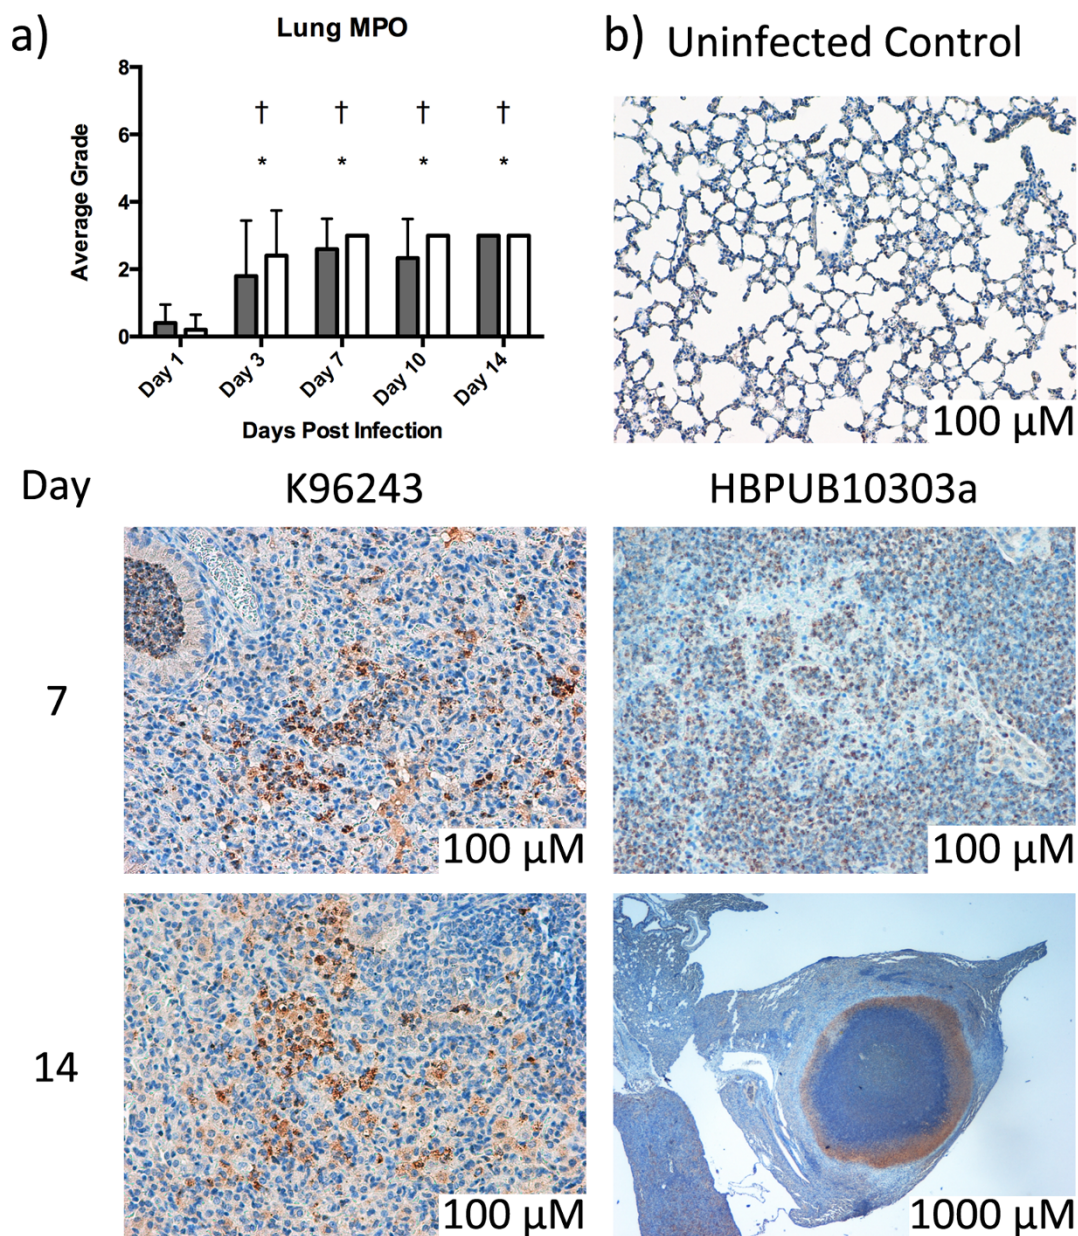 a)
Lung MPO
Average Grade
8
6
4
2
0
† † † †
* * * *
Day 1
Day 3
Day 7
Day 10
Day 14
Days Post Infection
b) Uninfected Control
100 µM
Day
K96243
HBPUB10303a
7
100 µM
100 µM
14
100 µM
1000 µM